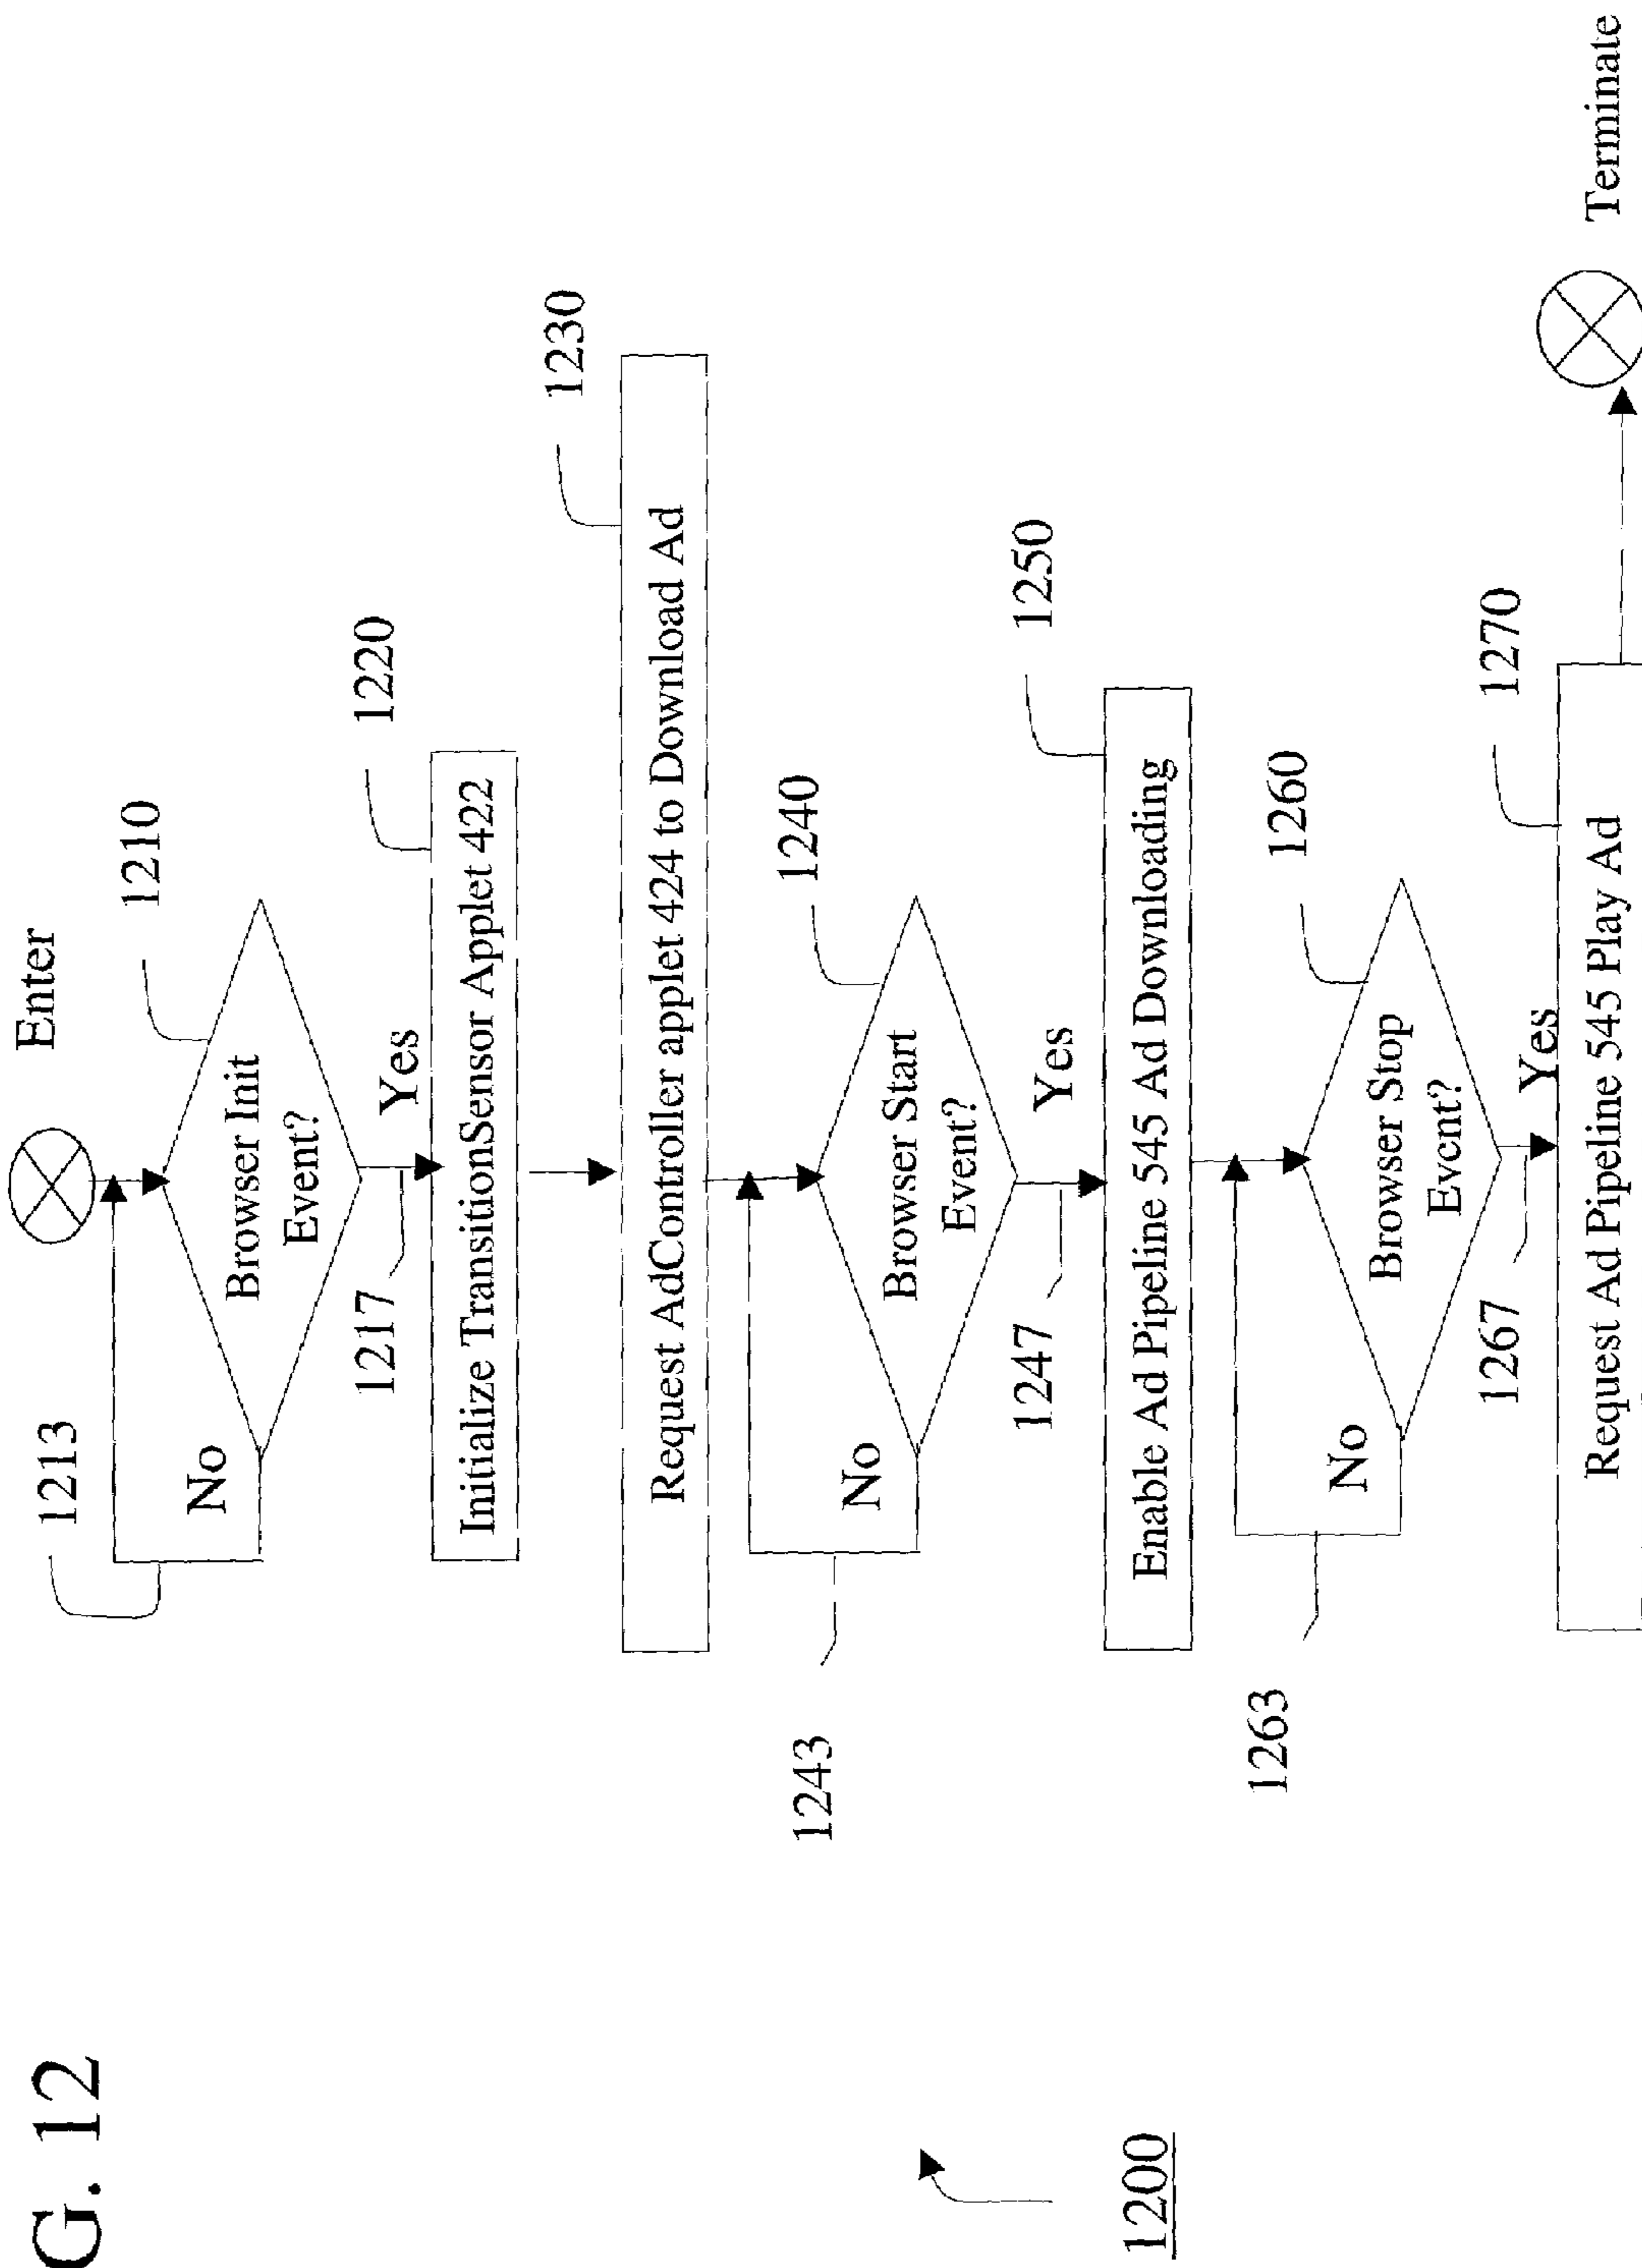 G. 12
Enter
1210
Browser Init
Event?
1213
No
1217
Yes
1220
Initialize TransitionSensor Applet 422
1230
Request AdController applet 424 to Download Ad
1240
Browser Start
Event?
No
1243
1247
Yes
1250
Enable Ad Pipeline 545 Ad Downloading
1260
Browser Stop
Event?
No
1263
1267
Yes
1270
Request Ad Pipeline 545 Play Ad
Terminate
1200